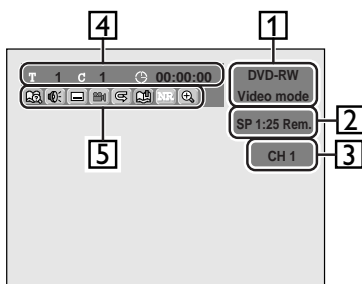 4
1
T 1 C 1 00:00:00
DVD-RW
Video mode
NR
SP 1:25 Rem.
2
CH 1
3
5